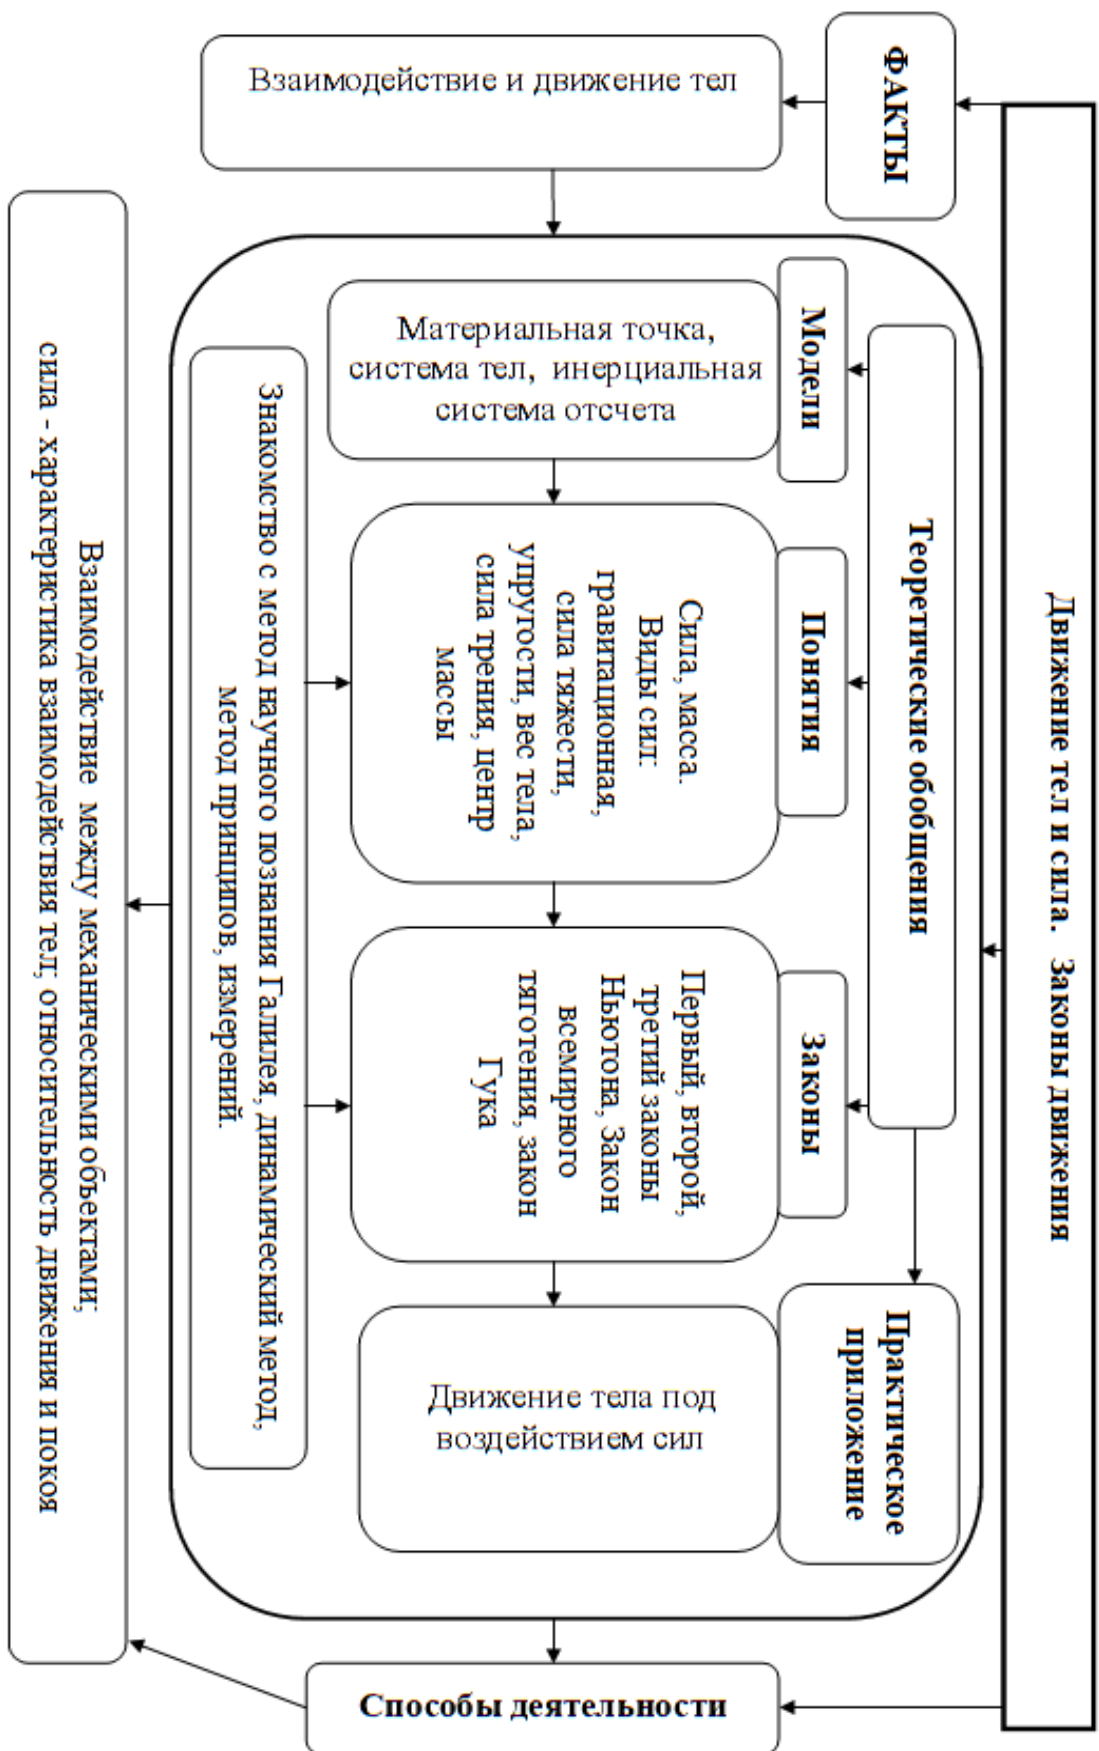 Движение тел и сила.   Законы движения
ФАКТЫ
Взаимодействие и движение тел
Теоретические обобщения
Модели
Материальная точка,
система тел,  инерциальная
система отсчета
Понятия
Сила, масса.
Виды сил:
гравитационная,
сила тяжести,
упругости, вес тела,
сила трения, центр
массы
Законы
Первый, второй,
третий законы
Ньютона, Закон
всемирного
тяготения, закон
Гука
Практическое
приложение
Движение тела под
воздействием сил
Знакомство с метод научного познания Галилея, динамический метод,
метод принципов, измерений.
Способы деятельности
Взаимодействие  между механическими объектами;
сила - характеристика взаимодействия тел, относительность движения и покоя